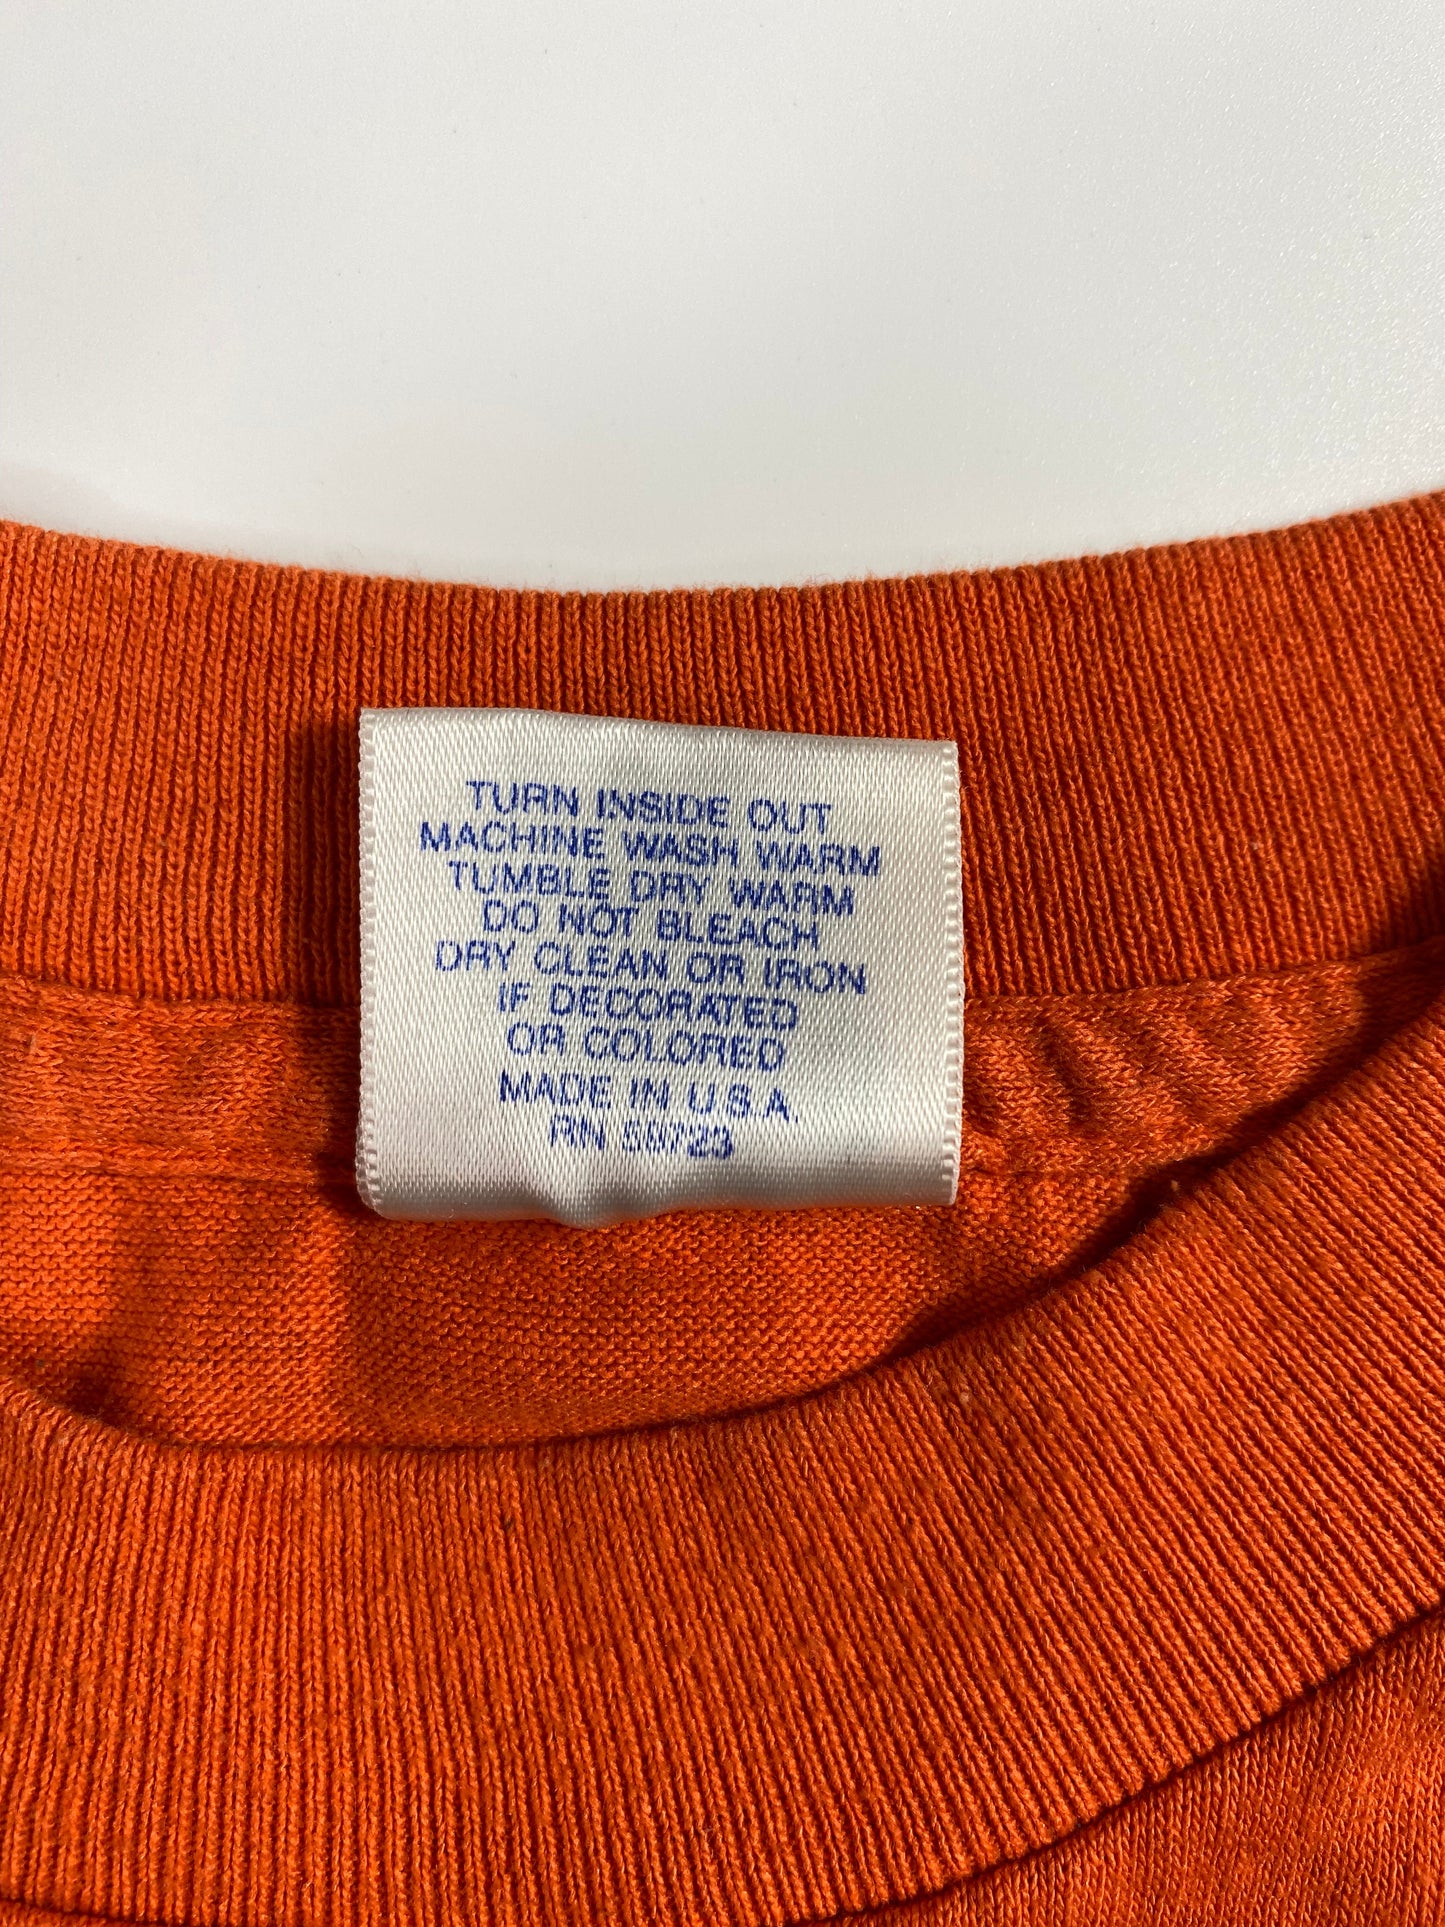 TURN INSIDE OUT
MACHINE WASH WARM
TUMBLE DRY WARM
DO NOT BLEACH
DRY CLEAN OR IRON
IF DECORATED
OR COLORED
MADE IN U.S.A
RN